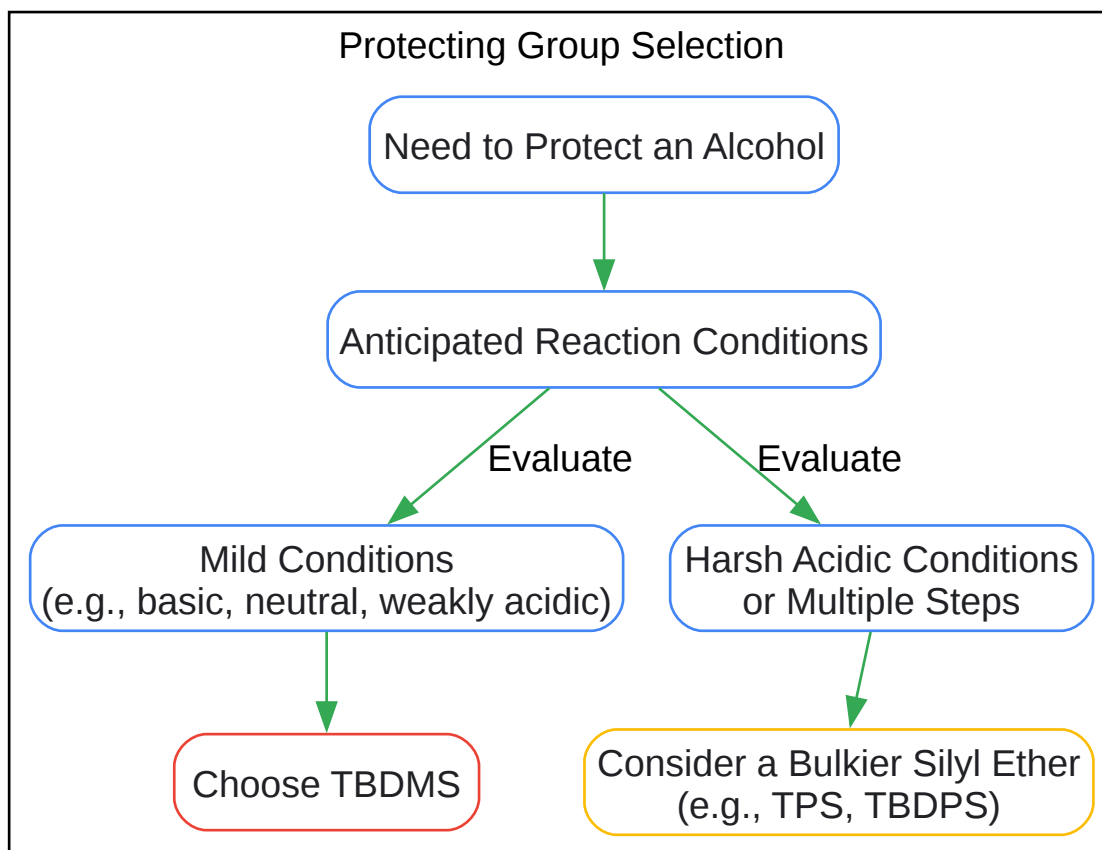 Protecting Group Selection
Need to Protect an Alcohol
Anticipated Reaction Conditions
Evaluate
Evaluate
Mild Conditions
(e.g., basic, neutral, weakly acidic)
Harsh Acidic Conditions
or Multiple Steps
Choose TBDMS
Consider a Bulkier Silyl Ether
(e.g., TPS, TBDPS)